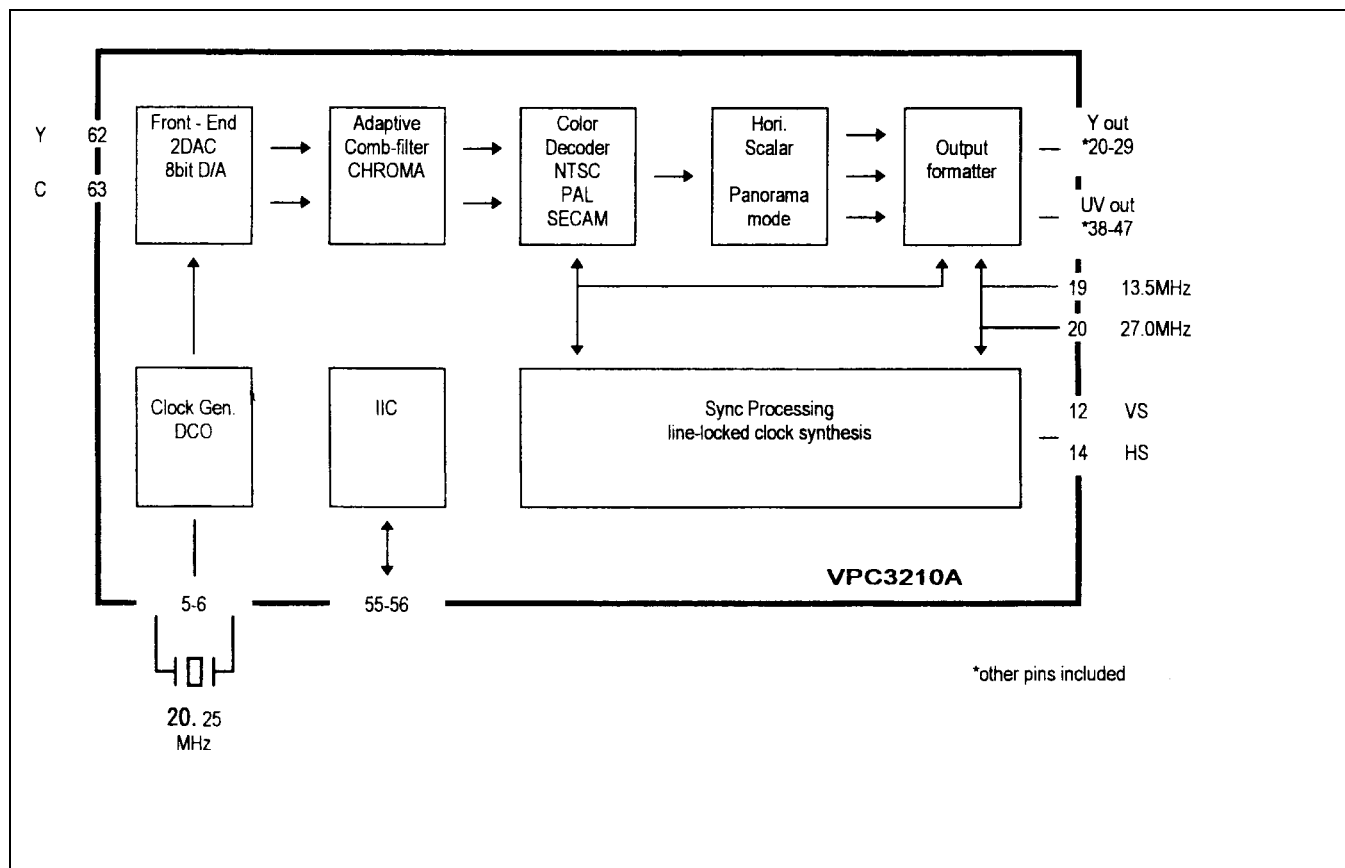 Y 62
C 63
Front - End
2DAC
8bit D/A
Adaptive
Comb-filter
CHROMA
Color
Decoder
NTSC
PAL
SECAM
Hori.
Scalar
Panorama
mode
Output
formatter
Y out
*20-29
UV out
*38-47
19 13.5MHz
20 27.0MHz
Clock Gen.
DCO
IIC
Sync Processing
line-locked clock synthesis
12 VS
14 HS
VPC3210A
5-6
55-56
20. 25
MHz
*other pins included